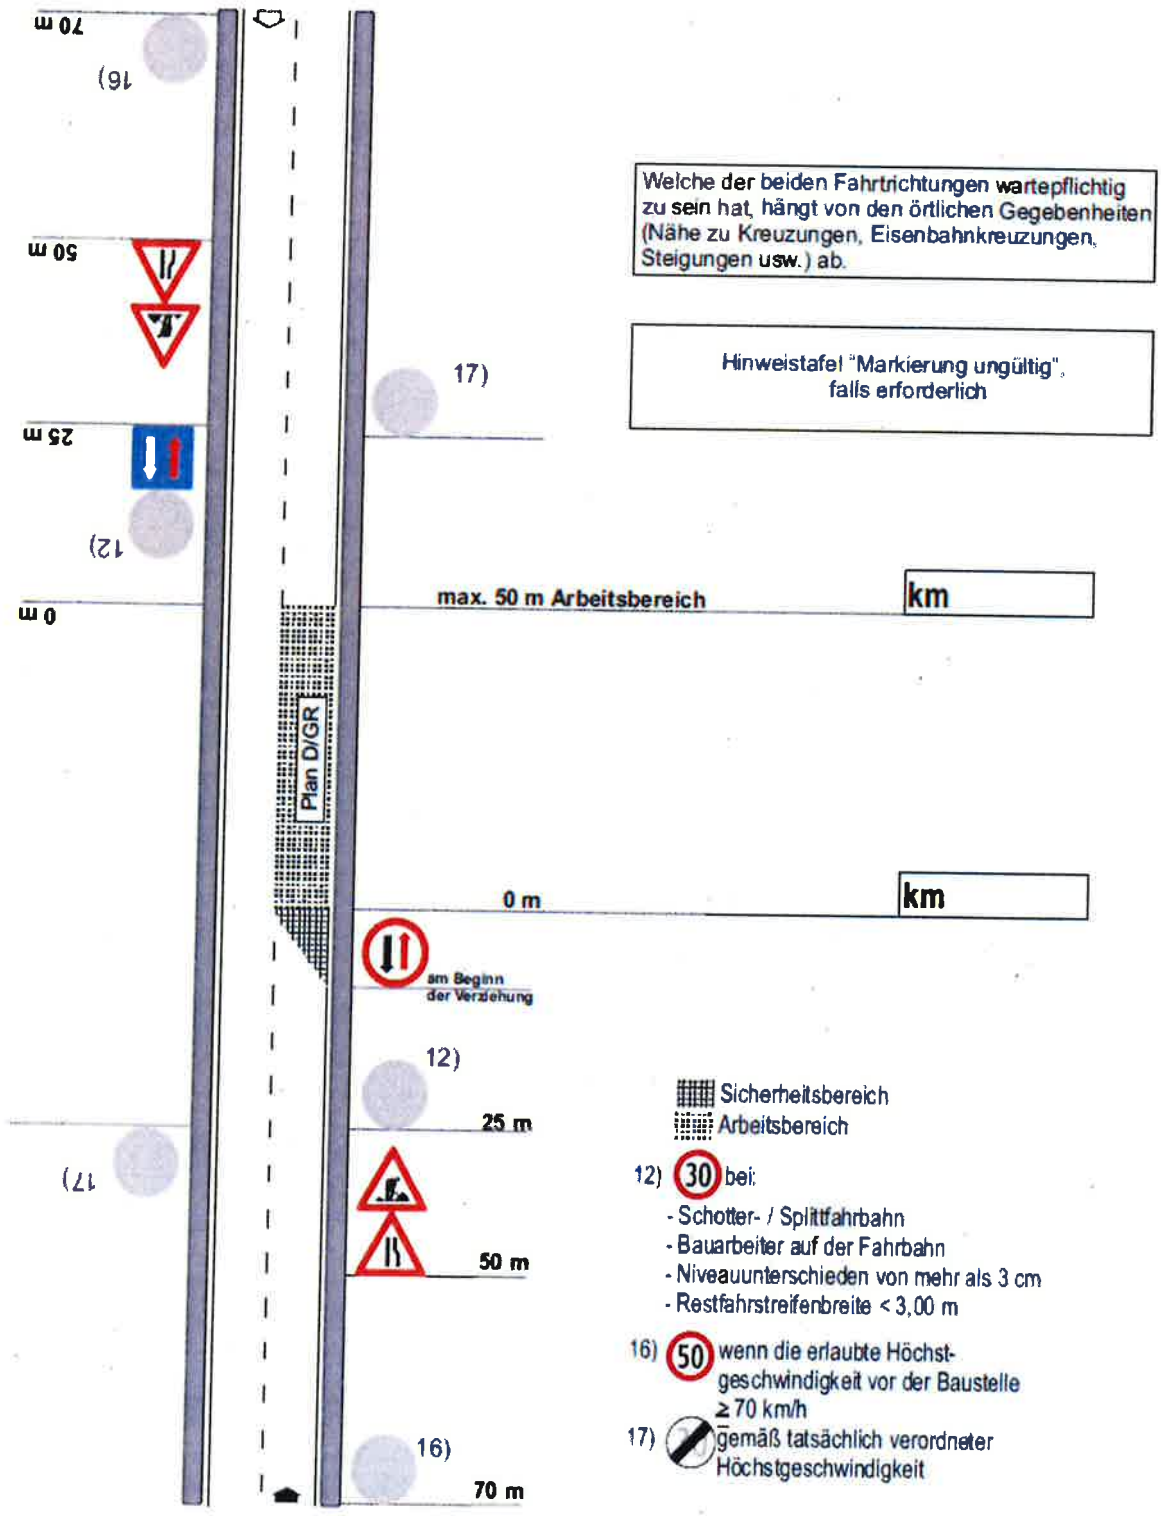 70 m
16)
50 m
25 m
12)
0 m
17)
Welche der beiden Fahrtrichtungen wartepflichtig
zu sein hat, hängt von den örtlichen Gegebenheiten
(Nähe zu Kreuzungen, Eisenbahnkreuzungen,
Steigungen usw.) ab.
Hinweistafel "Markierung ungültig",
falls erforderlich
17)
max. 50 m Arbeitsbereich
km
Plan D/GR
0 m
km
am Beginn
der Verziehung
12)
25 m
50 m
16)
70 m
Sicherheitsbereich
Arbeitsbereich
12) 30 bei:
- Schotter- / Splittfahrbahn
- Bauarbeiter auf der Fahrbahn
- Niveauunterschieden von mehr als 3 cm
- Restfahrstreifenbreite < 3,00 m
16) 50 wenn die erlaubte Höchst-
geschwindigkeit vor der Baustelle
≥ 70 km/h
17) gemäß tatsächlich verordneter
Höchstgeschwindigkeit